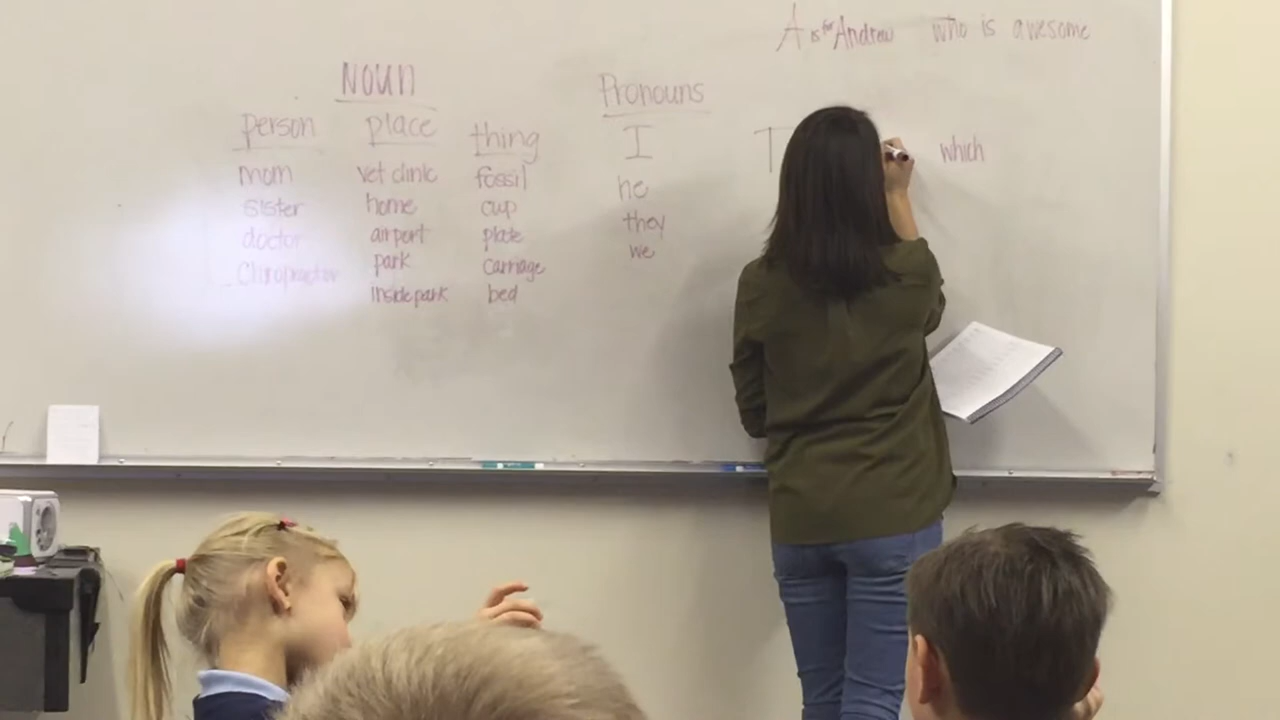 A is for Andrew who is awesome
Noun
Pronouns
person place thing
I
T
which
mom vet clinic fossil
he
sister home cup
they
doctor airport plate
we
Chiropractor park carriage
inside park bed